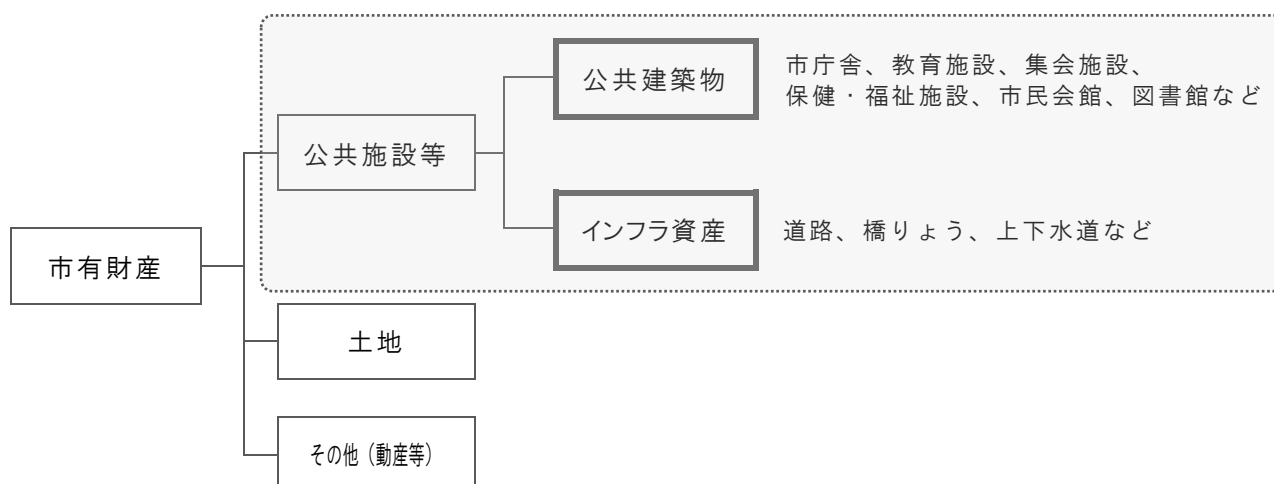 公共建築物
市庁舎、教育施設、集会施設、
保健・福祉施設、市民会館、図書館など
公共施設等
インフラ資産
道路、橋りょう、上下水道など
市有財産
土地
その他（動産等）